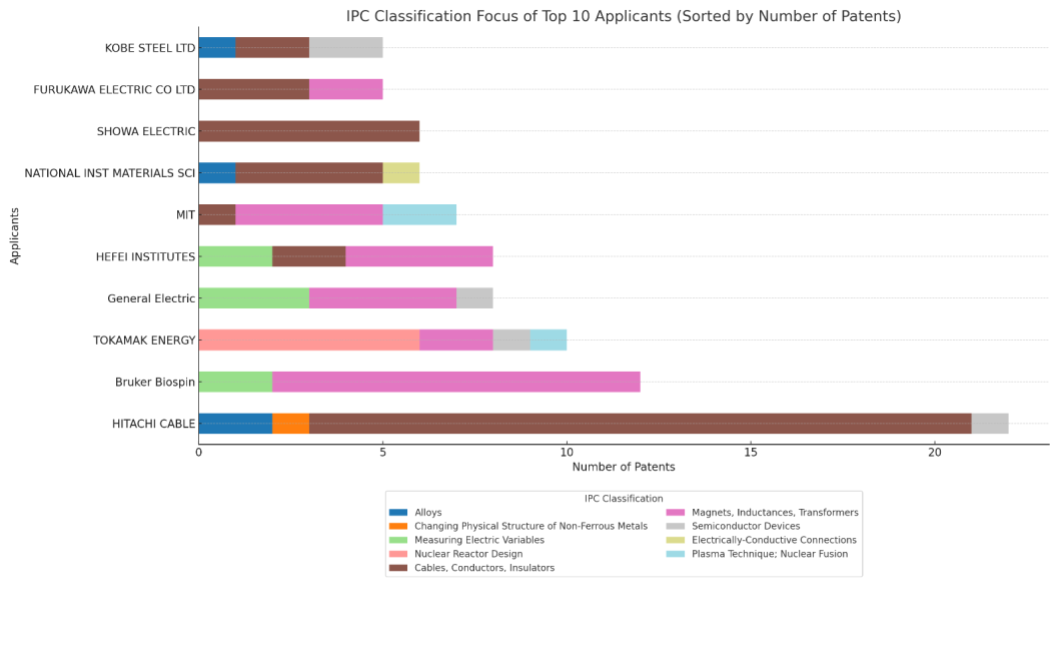 IPC Classification Focus of Top 10 Applicants (Sorted by Number of Patents)
Applicants
KOBE STEEL LTD
FURUKAWA ELECTRIC CO LTD
SHOWA ELECTRIC
NATIONAL INST MATERIALS SCI
MIT
HEFEI INSTITUTES
General Electric
TOKAMAK ENERGY
Bruker Biospin
HITACHI CABLE
0 5 10 15 20
Number of Patents
IPC Classification
Alloys
Changing Physical Structure of Non-Ferrous Metals
Measuring Electric Variables
Nuclear Reactor Design
Cables, Conductors, Insulators
Magnets, Inductances, Transformers
Semiconductor Devices
Electrically-Conductive Connections
Plasma Technique; Nuclear Fusion